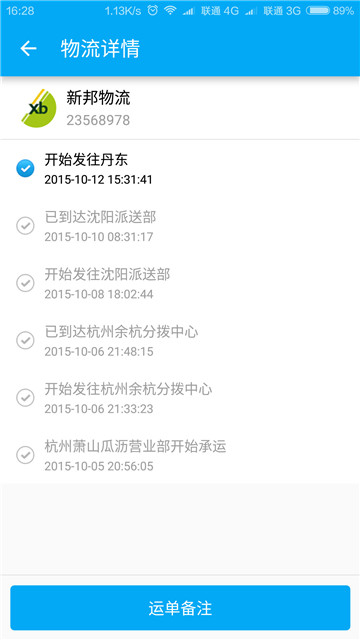 16:28
1.13K/s
联通 4G
联通 3G
89%
物流详情
xb
新邦物流
23568978
开始发往丹东
2015-10-12 15:31:41
已到达沈阳派送部
2015-10-10 08:31:17
开始发往沈阳派送部
2015-10-08 18:02:44
已到达杭州余杭分拨中心
2015-10-06 21:48:15
开始发往杭州余杭分拨中心
2015-10-06 21:33:23
杭州萧山瓜沥营业部开始承运
2015-10-05 20:56:05
运单备注